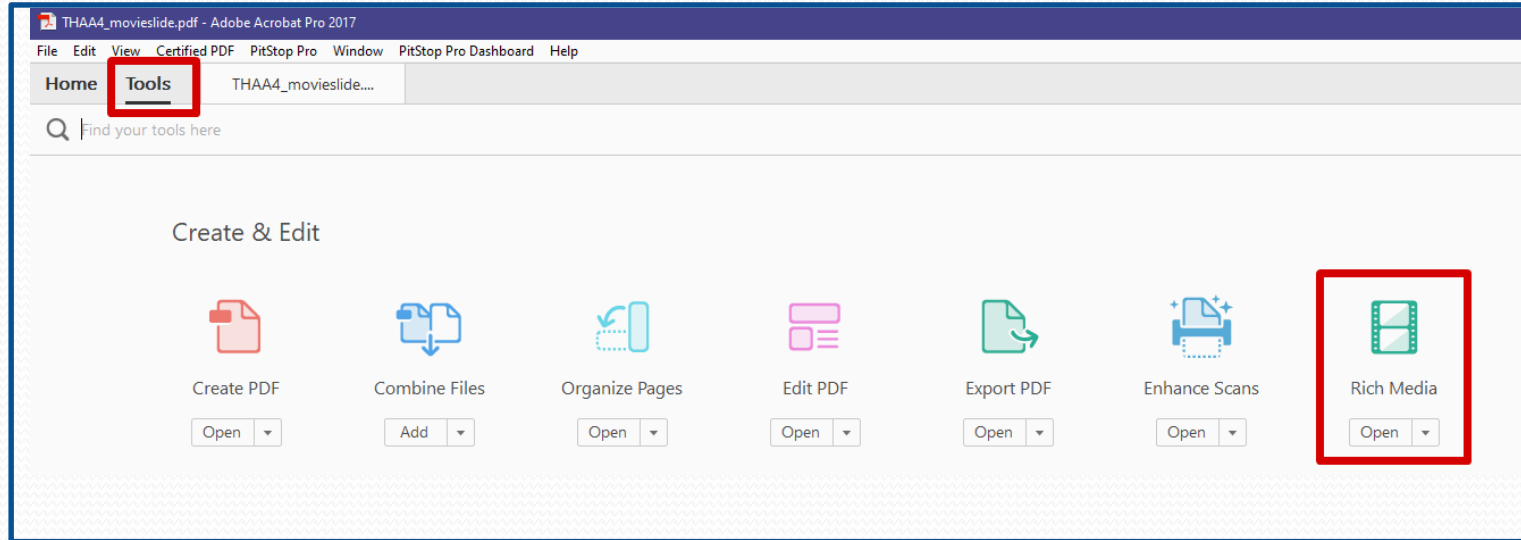 THAA4_movieslide.pdf - Adobe Acrobat Pro 2017
File Edit View Certified PDF PitStop Pro Window PitStop Pro Dashboard Help
Home Tools THAA4_movieslide....
Find your tools here
Create & Edit
Create PDF Combine Files Organize Pages Edit PDF Export PDF Enhance Scans Rich Media
Open Add Open Open Open Open Open